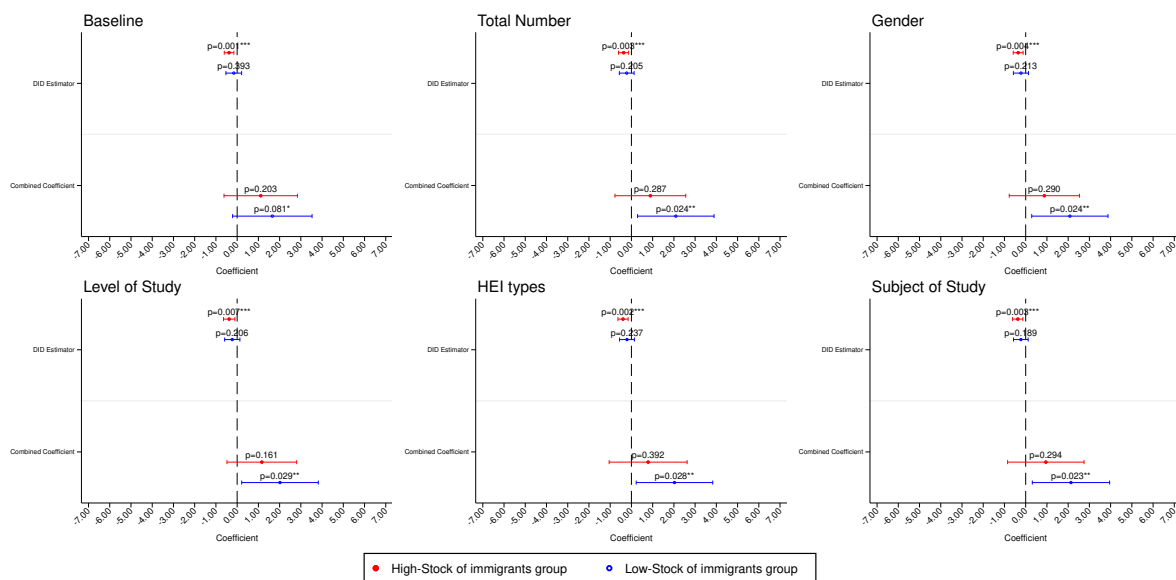 Baseline
p=0.001***
p=0.393
DID Estimator
p=0.203
Combined Coefficient
p=0.081*
-7.00 -6.00 -5.00 -4.00 -3.00 -2.00 -1.00 0.00 1.00 2.00 3.00 4.00 5.00 6.00 7.00
Coefficient
Total Number
p=0.003***
p=0.205
DID Estimator
p=0.287
Combined Coefficient
p=0.024**
-7.00 -6.00 -5.00 -4.00 -3.00 -2.00 -1.00 0.00 1.00 2.00 3.00 4.00 5.00 6.00 7.00
Coefficient
Gender
p=0.004***
p=0.213
DID Estimator
p=0.290
Combined Coefficient
p=0.024**
-7.00 -6.00 -5.00 -4.00 -3.00 -2.00 -1.00 0.00 1.00 2.00 3.00 4.00 5.00 6.00 7.00
Coefficient
Level of Study
p=0.007***
p=0.206
DID Estimator
p=0.161
Combined Coefficient
p=0.029**
-7.00 -6.00 -5.00 -4.00 -3.00 -2.00 -1.00 0.00 1.00 2.00 3.00 4.00 5.00 6.00 7.00
Coefficient
HEI types
p=0.002***
p=0.237
DID Estimator
p=0.392
Combined Coefficient
p=0.028**
-7.00 -6.00 -5.00 -4.00 -3.00 -2.00 -1.00 0.00 1.00 2.00 3.00 4.00 5.00 6.00 7.00
Coefficient
Subject of Study
p=0.003***
p=0.189
DID Estimator
p=0.294
Combined Coefficient
p=0.023**
-7.00 -6.00 -5.00 -4.00 -3.00 -2.00 -1.00 0.00 1.00 2.00 3.00 4.00 5.00 6.00 7.00
Coefficient
High-Stock of immigrants group
Low-Stock of immigrants group